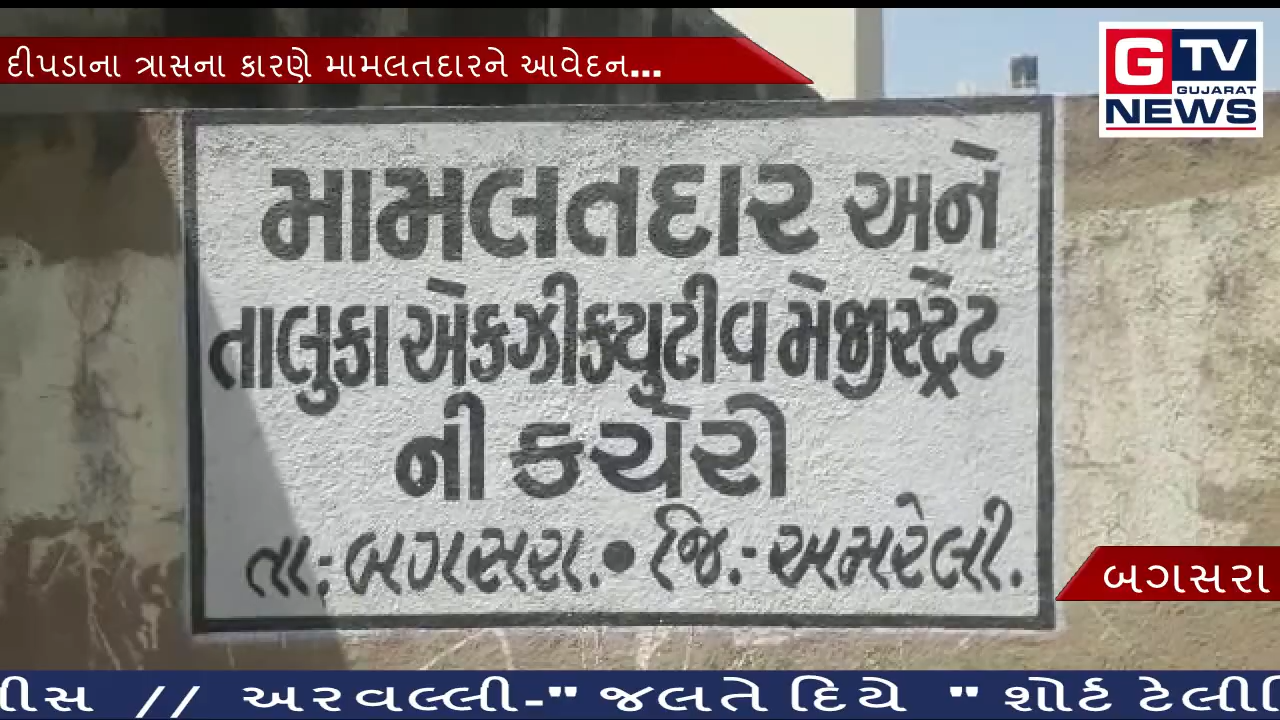 દીપડાના ત્રાસના કારણે મામલતદારને આવેદન...
G TV
GUJARAT
NEWS
મામલતદાર અને
તાલુકા એકઝીક્યુટીવ મેજીસ્ટ્રેટ
ની કચેરી
તા:બગસરા.• જિ:-અમરેલી.
બગસરા
// અરવલ્લી-" જલતે દિયે " શોર્ટ